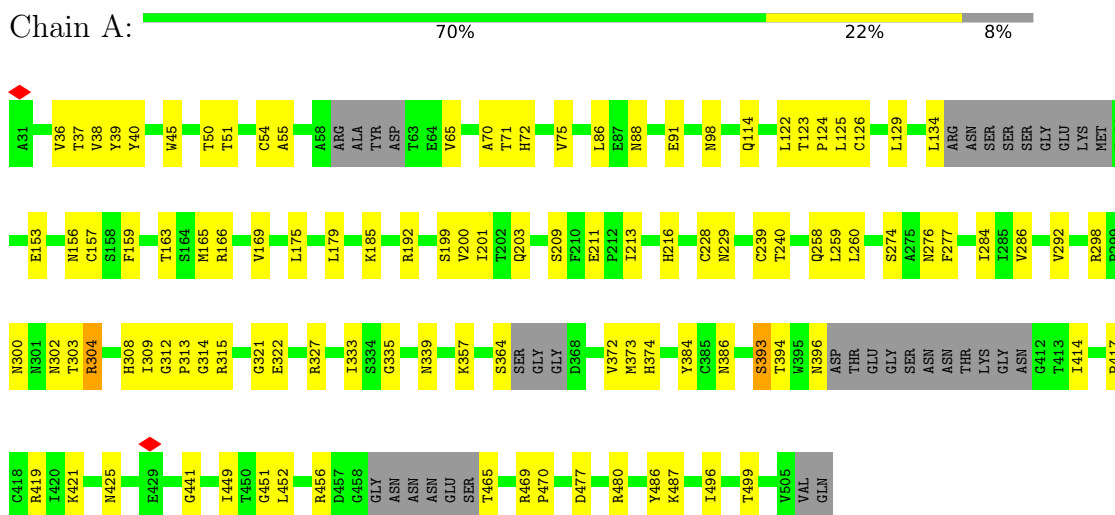 Chain A:
70% 22% 8%
A31 V36 T37 V38 Y39 Y40 W45 T50 T51 C54 A55 A58 ARG ALA TYR ASP T63 E64 V65 A70 T71 H72 V75 L86 E87 N88 E91 N98 Q114 L122 T123 P124 L125 C126 L129 L134 ARG ASN SER SER SER GLY GLU LYS MET
E153 N156 C157 S158 F159 T163 S164 M165 R166 V169 L175 L179 K185 R192 S199 V200 I201 T202 Q203 S209 F210 E211 P212 I213 H216 C228 N229 C239 T240 Q258 L259 L260 S274 A275 N276 F277 I284 I285 V286 V292 R298 P299
N300 N301 N302 T303 R304 H308 I309 G312 P313 G314 R315 G321 E322 R327 I333 S334 G335 N339 K357 S364 SER GLY GLY D368 V372 M373 H374 Y384 C385 N386 S393 T394 W395 N396 ASP THR GLU GLY SER ASN ASN THR LYS GLY ASN G412 T413 I414 R417
C418 R419 I420 K421 N425 E429 G441 I449 T450 G451 L452 R456 D457 G458 GLY ASN ASN ASN GLU SER T465 R469 P470 D477 R480 Y486 K487 I496 T499 V505 VAL GLN